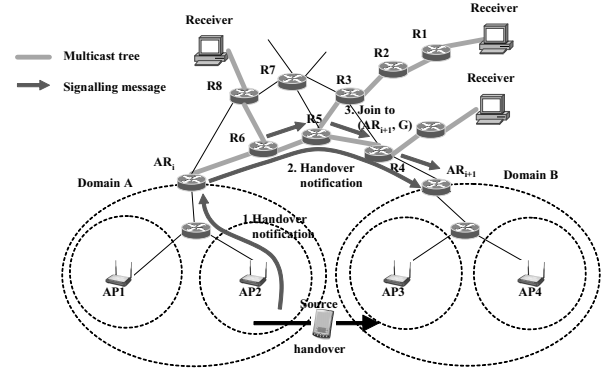 Receiver
Receiver
R1
Multicast tree
R2
R7
R3
Receiver
Signalling message
R8
3. Join to
(ARi+1, G)
R5
R6
ARi
R4
ARi+1
2. Handover
notification
Domain A
Domain B
1.Handover
notification
AP1
AP2
AP3
AP4
Source
handover